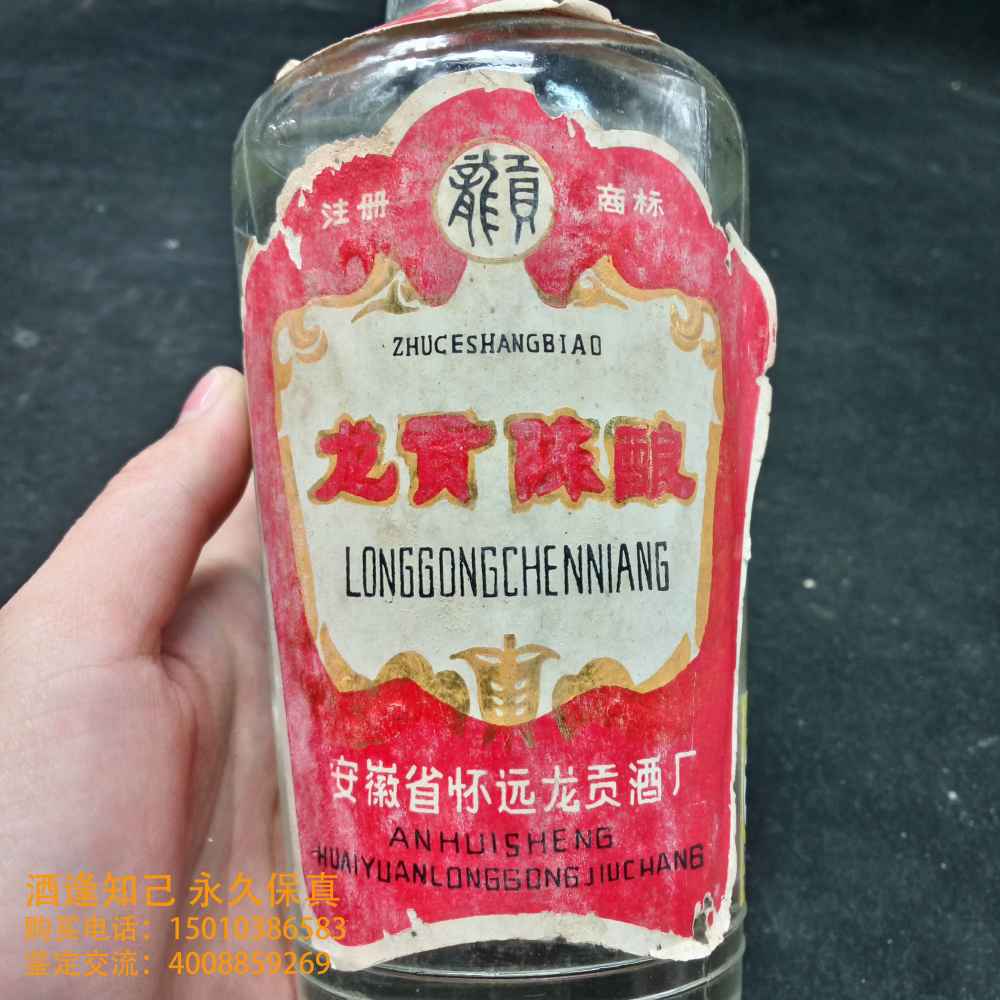 龍貢
注册 商标
ZHUCESHANGBIAO
龙贡陈酿
LONGGONGCHENNIANG
安徽省怀远龙贡酒厂
ANHUISHENG
HUAIYUANLONGGONGJIUCHANG
酒逢知己 永久保真
购买电话：15010386583
鉴定交流：4008859269